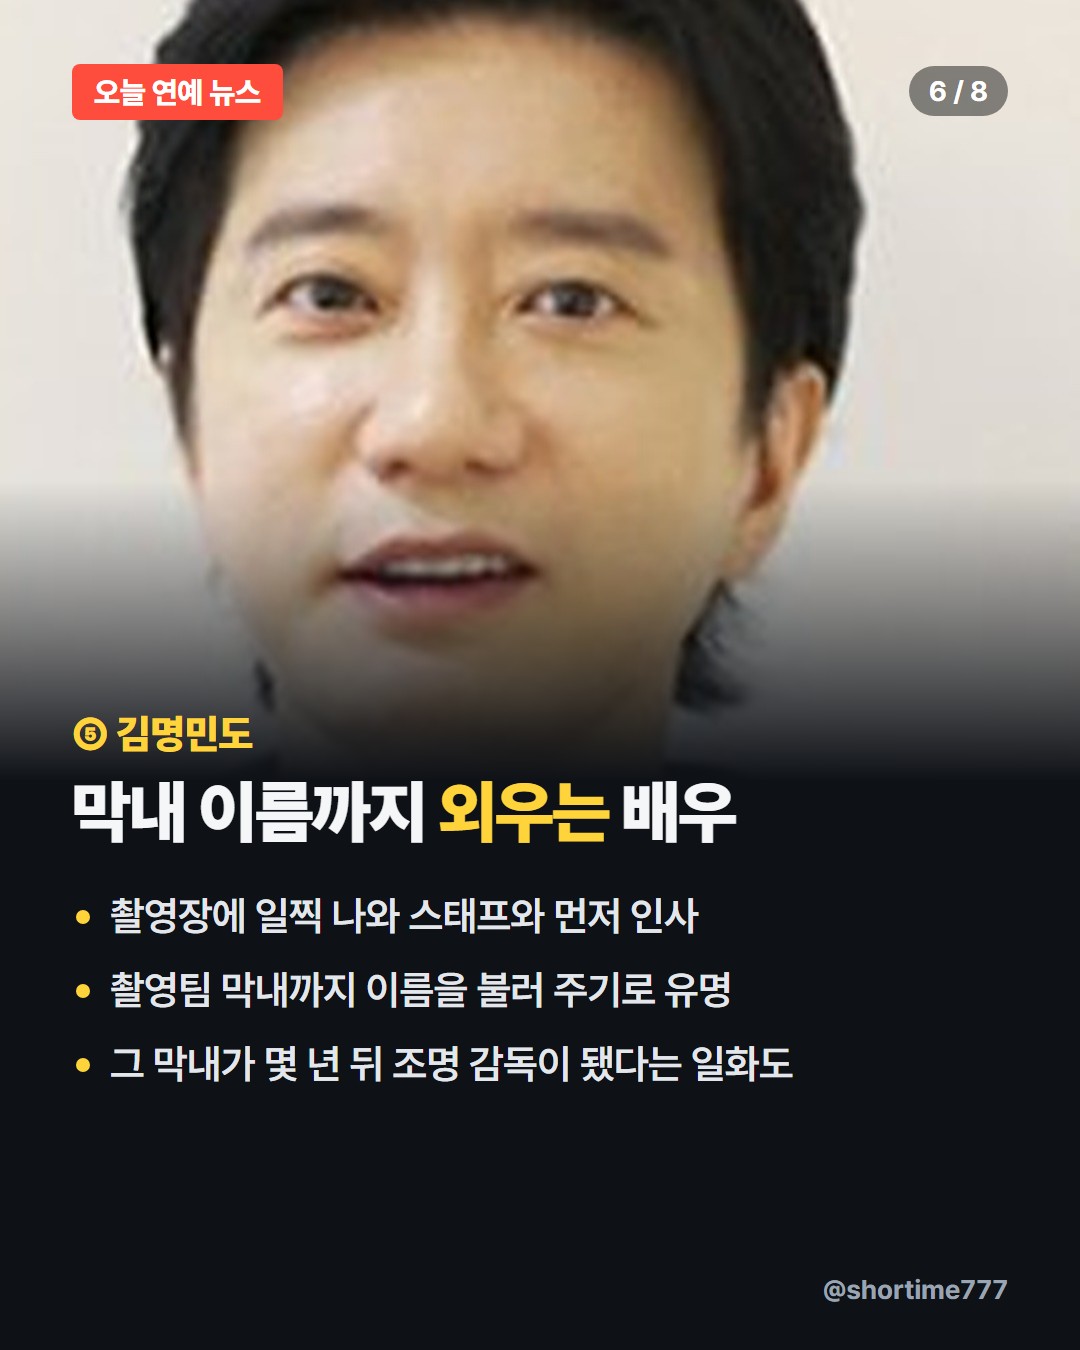 오늘 연예 뉴스
6 / 8
❺ 김명민도
막내 이름까지 외우는 배우
• 촬영장에 일찍 나와 스태프와 먼저 인사
• 촬영팀 막내까지 이름을 불러 주기로 유명
• 그 막내가 몇 년 뒤 조명 감독이 됐다는 일화도
@shortime777